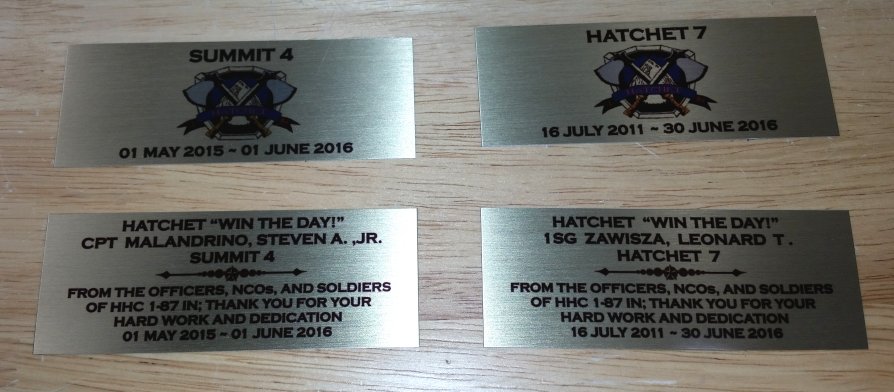 SUMMIT 4
HATCHET
01 MAY 2015 ~ 01 JUNE 2016
HATCHET 7
HATCHET
16 JULY 2011 ~ 30 JUNE 2016
HATCHET "WIN THE DAY!"
CPT MALANDRINO, STEVEN A. ,JR.
SUMMIT 4
FROM THE OFFICERS, NCOs, AND SOLDIERS
OF HHC 1-87 IN; THANK YOU FOR YOUR
HARD WORK AND DEDICATION
01 MAY 2015 ~ 01 JUNE 2016
HATCHET "WIN THE DAY!"
1SG ZAWISZA, LEONARD T.
HATCHET 7
FROM THE OFFICERS, NCOs, AND SOLDIERS
OF HHC 1-87 IN; THANK YOU FOR YOUR
HARD WORK AND DEDICATION
16 JULY 2011 ~ 30 JUNE 2016